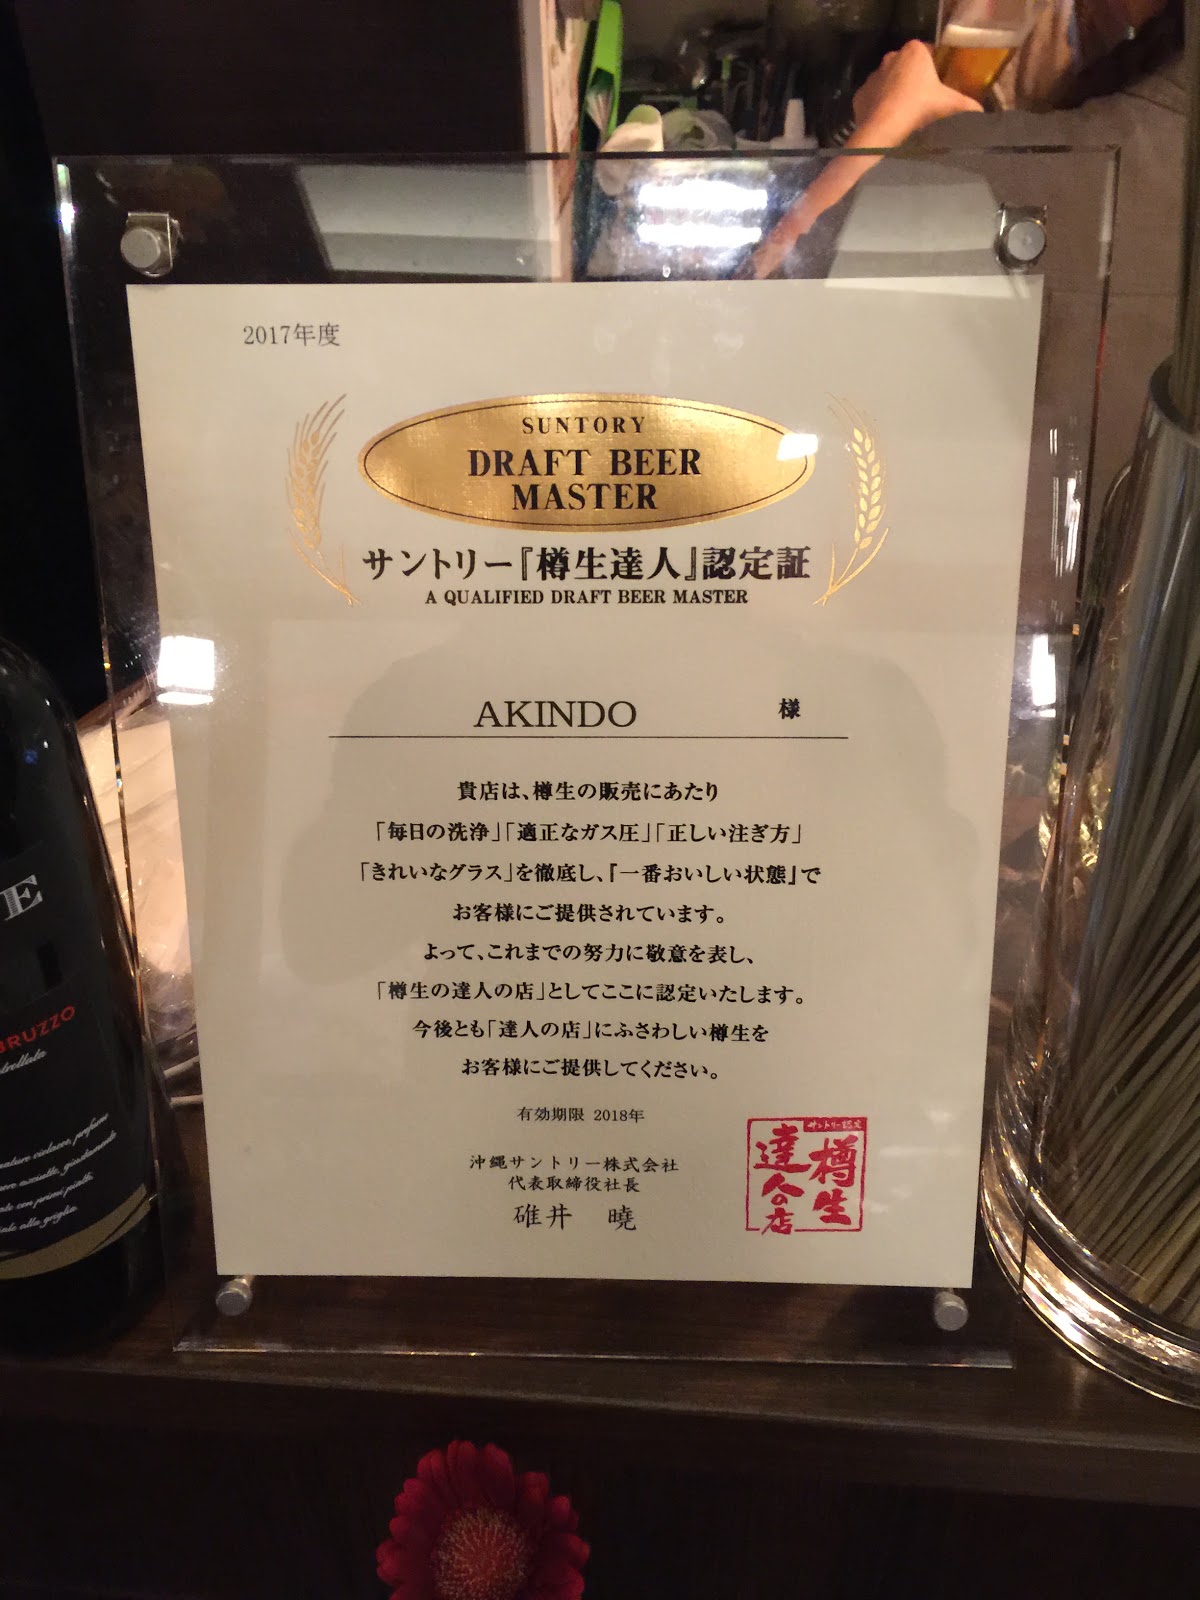 2017年度
SUNTORY
DRAFT BEER
MASTER
サントリー『樽生達人』認定証
A QUALIFIED DRAFT BEER MASTER
AKINDO 様
貴店は、樽生の販売にあたり
「毎日の洗浄」「適正なガス圧」「正しい注ぎ方」
「きれいなグラス」を徹底し、『一番おいしい状態』で
お客様にご提供されています。
よって、これまでの努力に敬意を表し、
「樽生の達人の店」としてここに認定いたします。
今後とも「達人の店」にふさわしい樽生を
お客様にご提供してください。
有効期限 2018年
沖縄サントリー株式会社
代表取締役社長
碓井 曉
サントリー認定
樽生
達人の店
E
BRUZZO